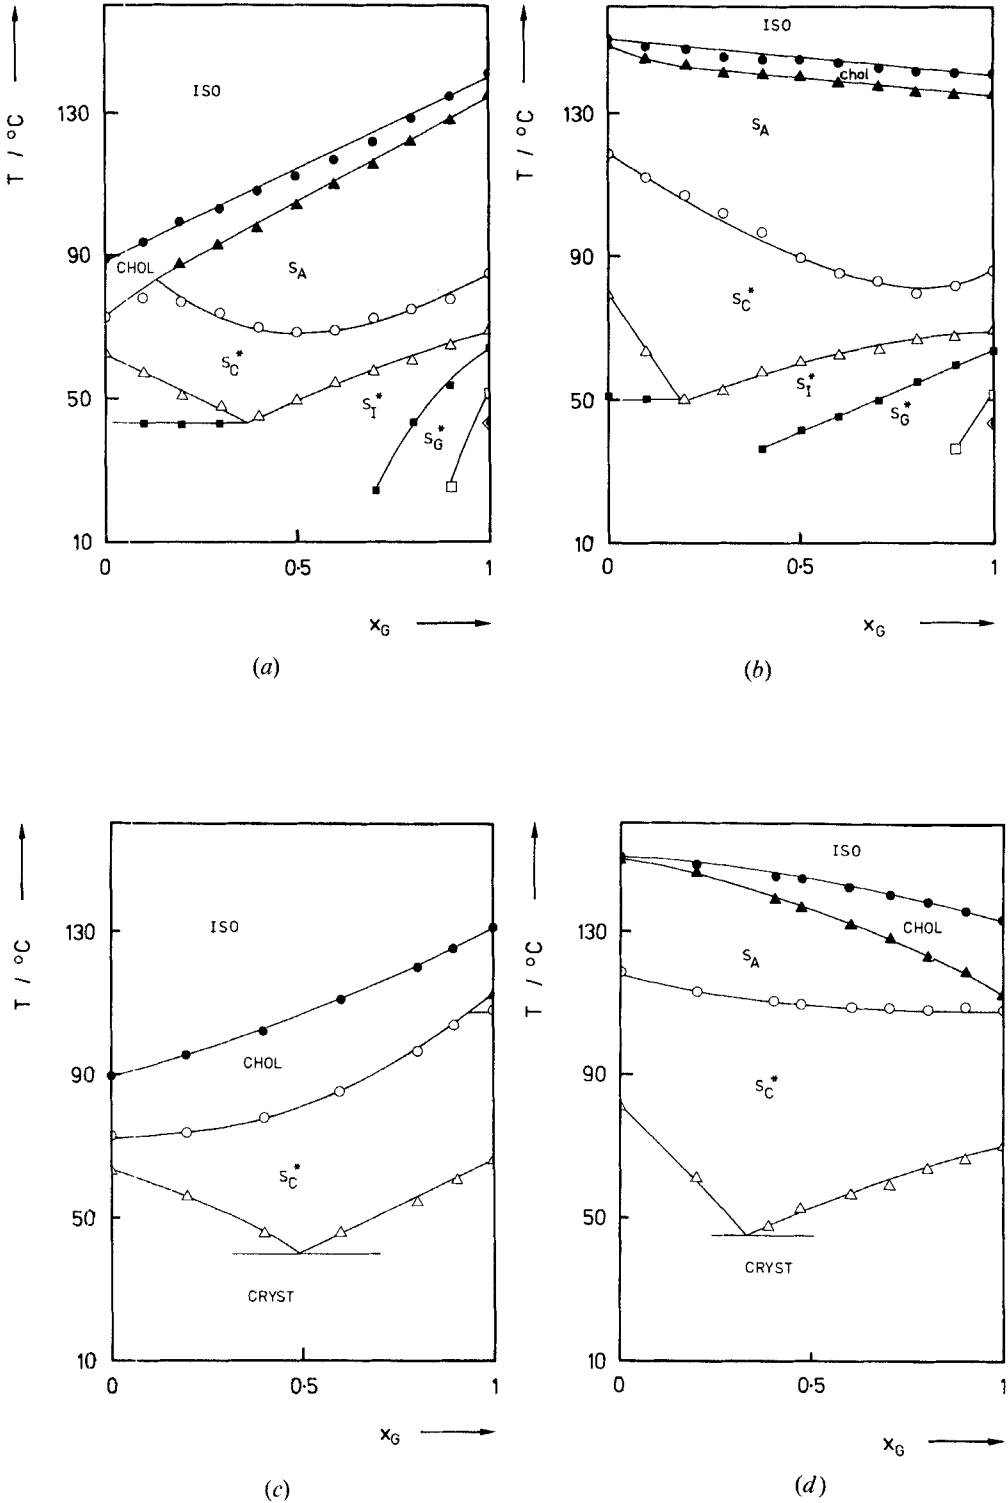 T / °C
130
90
50
10
ISO
CHOL
S_A
S_C*
S_I*
S_G*
0
0·5
1
x_G
(a)
T / °C
130
90
50
10
ISO
chol
S_A
S_C*
S_I*
S_G*
0
0·5
1
x_G
(b)
T / °C
130
90
50
10
ISO
CHOL
S_C*
CRYST
0
0·5
1
x_G
(c)
T / °C
130
90
50
10
ISO
CHOL
S_A
S_C*
CRYST
0
0·5
1
x_G
(d)